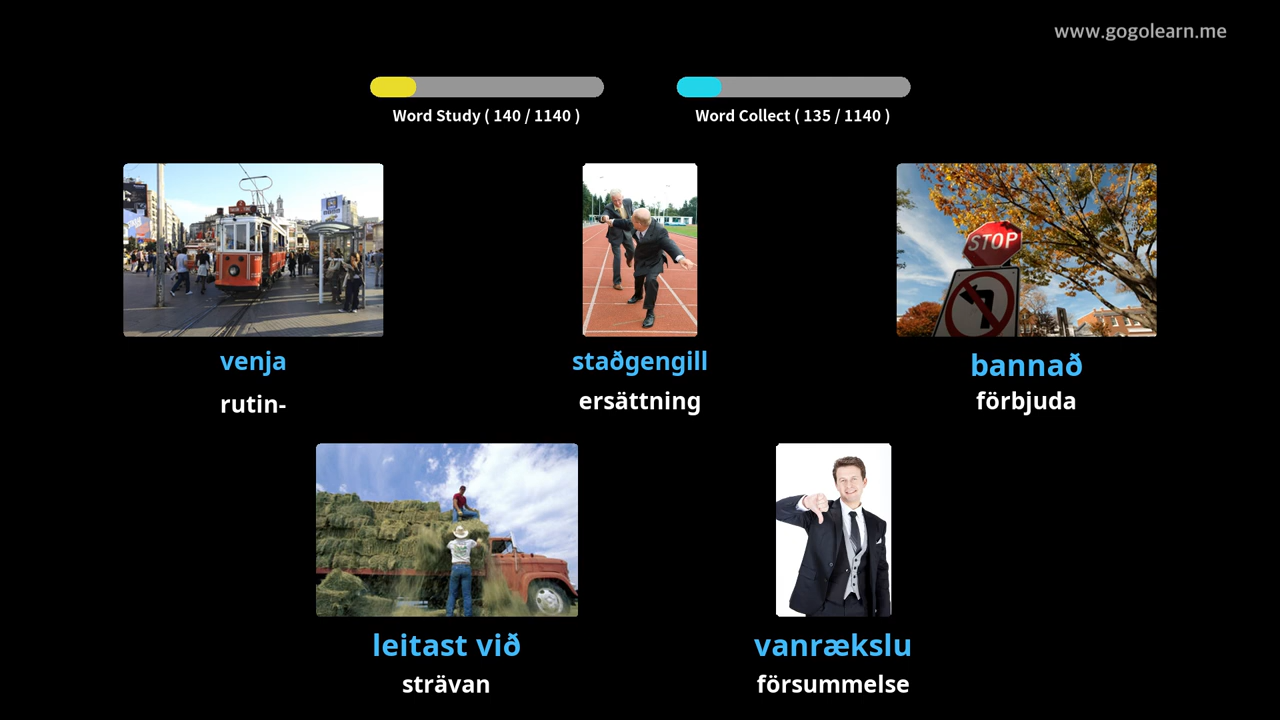 www.gogolearn.me
Word Study ( 140 / 1140 )
Word Collect ( 135 / 1140 )
STOP
venja
rutin-
staðgengill
ersättning
bannað
förbjuda
leitast við
strävan
vanrækslu
försummelse